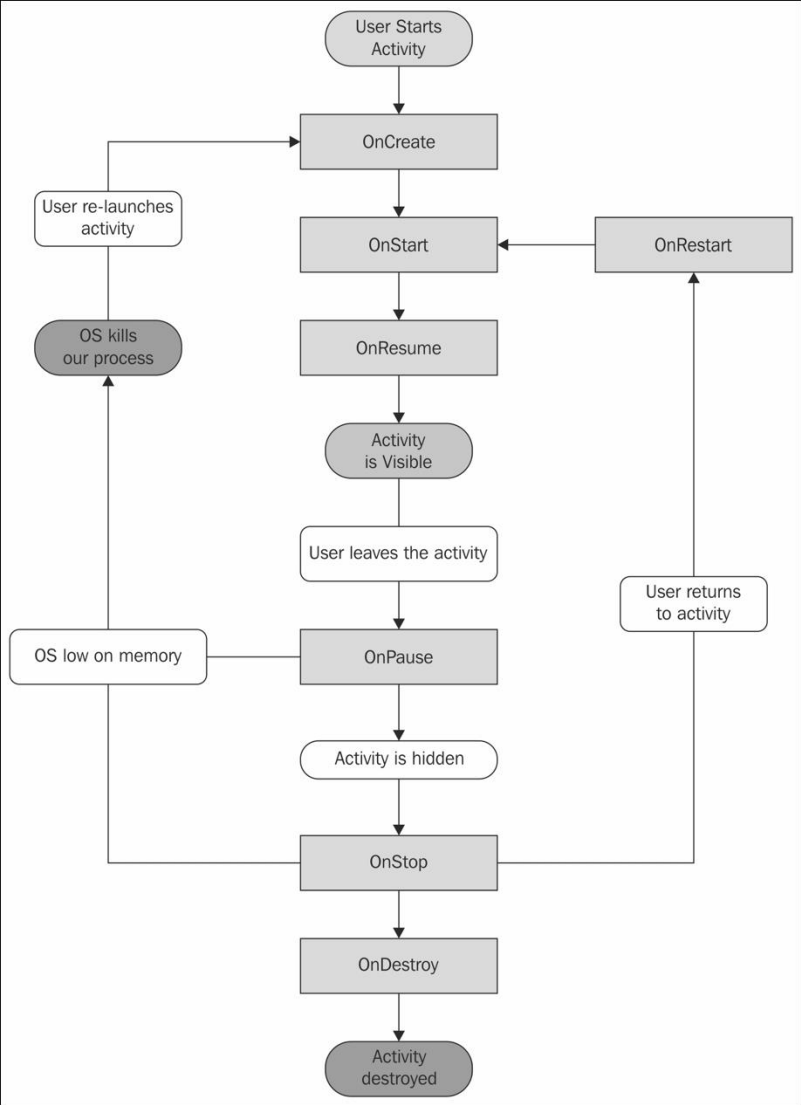 User Starts
Activity
OnCreate
User re-launches
activity
OnStart
OnRestart
OS kills
our process
OnResume
Activity
is Visible
User leaves the activity
User returns
to activity
OS low on memory
OnPause
Activity is hidden
OnStop
OnDestroy
Activity
destroyed